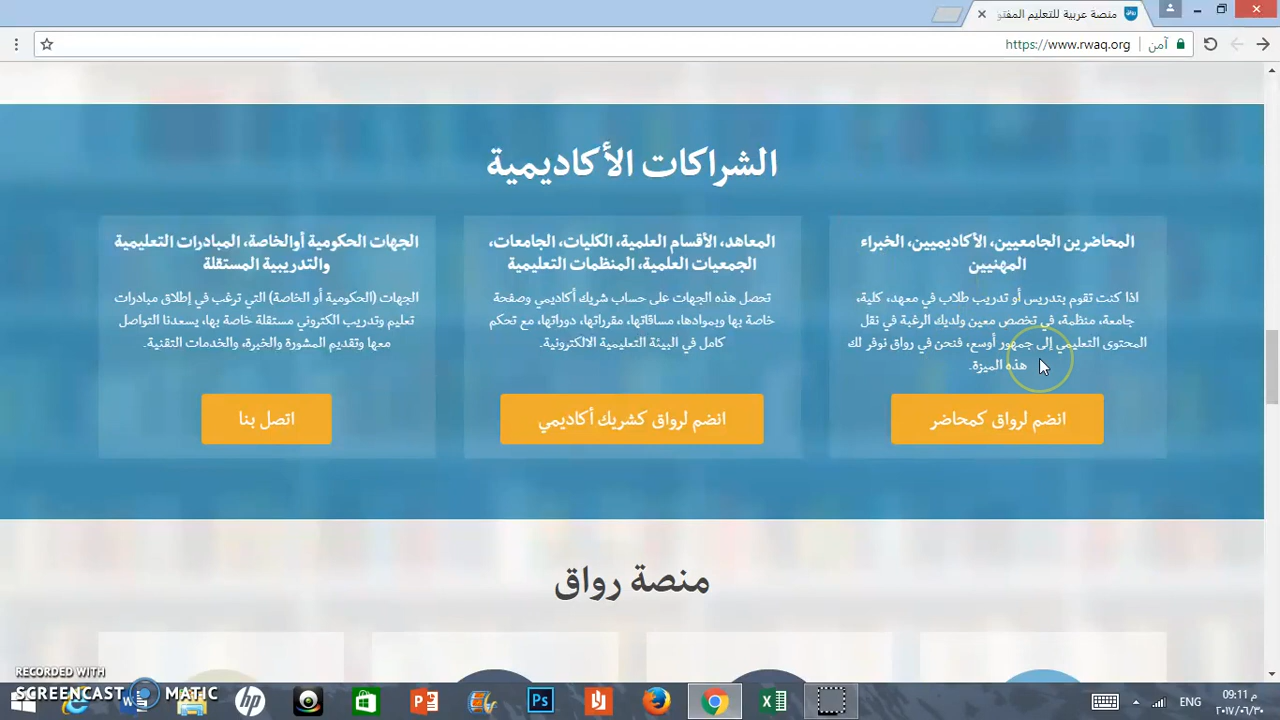 منصة عربية للتعليم المفتو
https://www.rwaq.org
آمن
الشراكات الأكاديمية
المحاضرين الجامعيين، الأكاديميين، الخبراء
المهنيين
اذا كنت تقوم بتدريس أو تدريب طلاب في معهد، كلية،
جامعة، منظمة، في تخصص معين ولديك الرغبة في نقل
المحتوى التعليمي إلى جمهور أوسع، فنحن في رواق نوفر لك
هذه الميزة.
انضم لرواق كمحاضر
المعاهد، الأقسام العلمية، الكليات، الجامعات،
الجمعيات العلمية، المنظمات التعليمية
تحصل هذه الجهات على حساب شريك أكاديمي وصفحة
خاصة بها وبموادها، مساقاتها، مقرراتها، دوراتها، مع تحكم
كامل في البيئة التعليمية الالكترونية.
انضم لرواق كشريك أكاديمي
الجهات الحكومية أوالخاصة، المبادرات التعليمية
والتدريبية المستقلة
الجهات (الحكومية أو الخاصة) التي ترغب في إطلاق مبادرات
تعليم وتدريب الكتروني مستقلة خاصة بها، يسعدنا التواصل
معها وتقديم المشورة والخبرة، والخدمات التقنية.
اتصل بنا
منصة رواق
RECORDED WITH
SCREENCAST MATIC
ENG
09:11 م
٢٠١٧/٠٦/٣٠